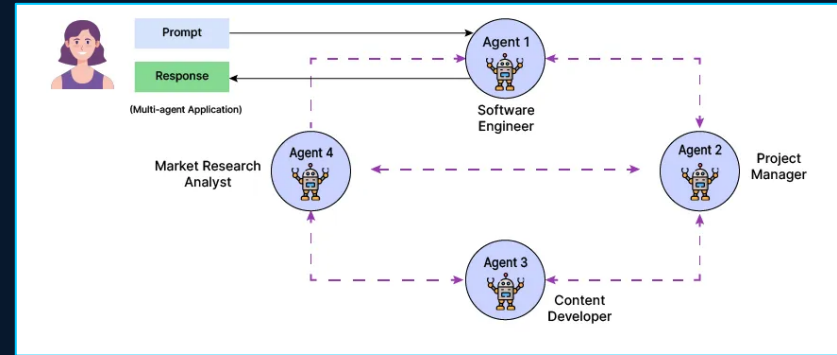 Prompt
Response
(Multi-agent Application)
Agent 1
Software
Engineer
Agent 4
Market Research
Analyst
Agent 2
Project
Manager
Agent 3
Content
Developer